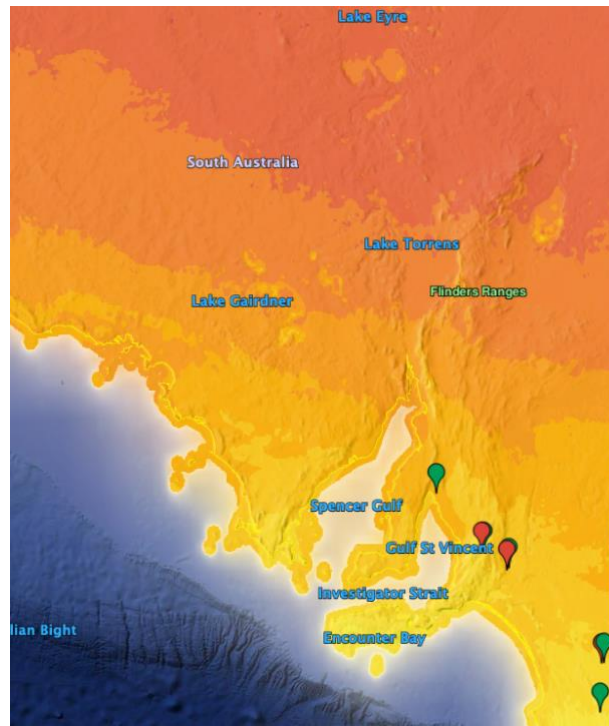 Lake Eyre
South Australia
Lake Torrens
Flinders Ranges
Lake Gairdner
Spencer Gulf
Gulf St Vincent
Investigator Strait
Encounter Bay
lian Bight